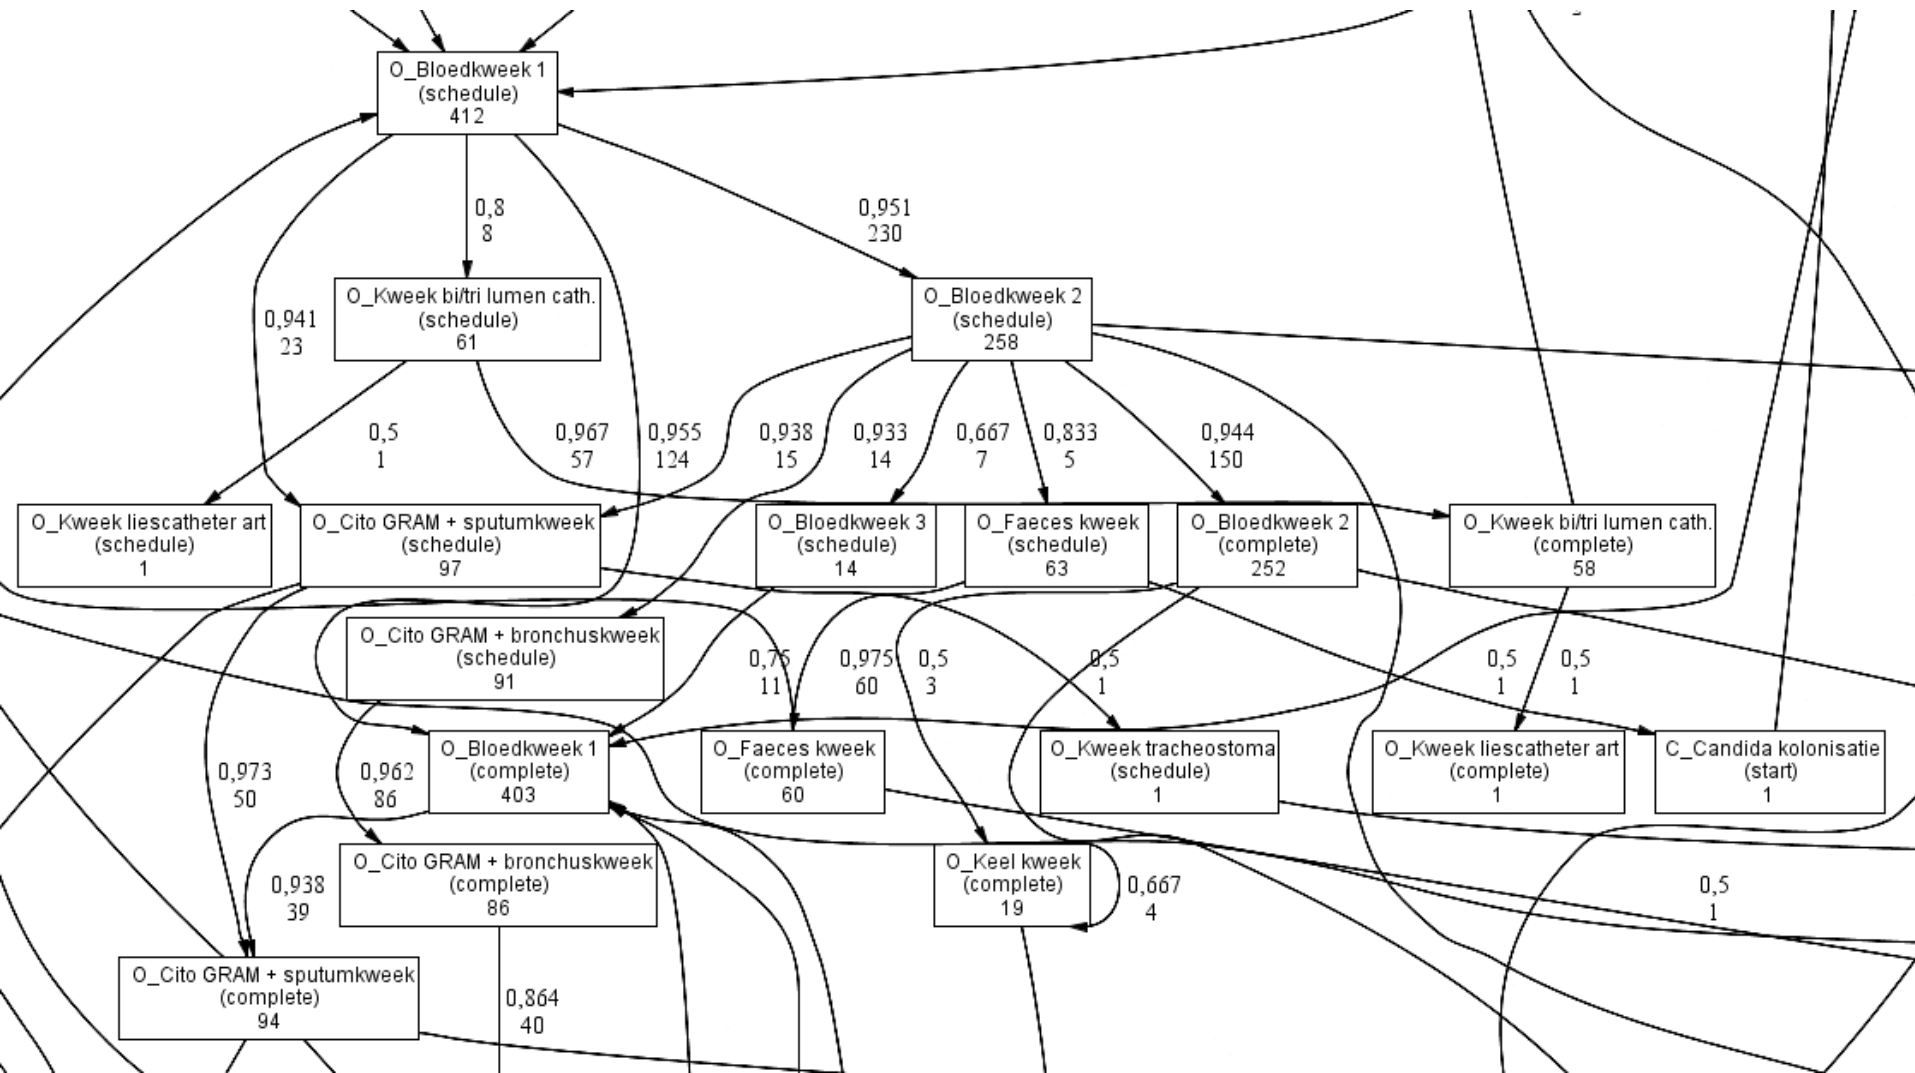 O_Bloedkweek 1
(schedule)
412
0,8
8
0,951
230
O_Kweek bi/tri lumen cath.
(schedule)
61
O_Bloedkweek 2
(schedule)
258
0,941
23
0,5
1
0,967
57
0,955
124
0,938
15
0,933
14
0,667
7
0,833
5
0,944
150
O_Kweek liescatheter art
(schedule)
1
O_Cito GRAM + sputumkweek
(schedule)
97
O_Bloedkweek 3
(schedule)
14
O_Faeces kweek
(schedule)
63
O_Bloedkweek 2
(complete)
252
O_Kweek bi/tri lumen cath.
(complete)
58
O_Cito GRAM + bronchuskweek
(schedule)
91
0,75
11
0,975
60
0,5
3
0,5
1
0,5
1
0,5
1
0,973
50
0,962
86
O_Bloedkweek 1
(complete)
403
O_Faeces kweek
(complete)
60
O_Kweek tracheostoma
(schedule)
1
O_Kweek liescatheter art
(complete)
1
C_Candida kolonisatie
(start)
1
0,938
39
O_Cito GRAM + bronchuskweek
(complete)
86
O_Keel kweek
(complete)
19
0,667
4
0,5
1
O_Cito GRAM + sputumkweek
(complete)
94
0,864
40